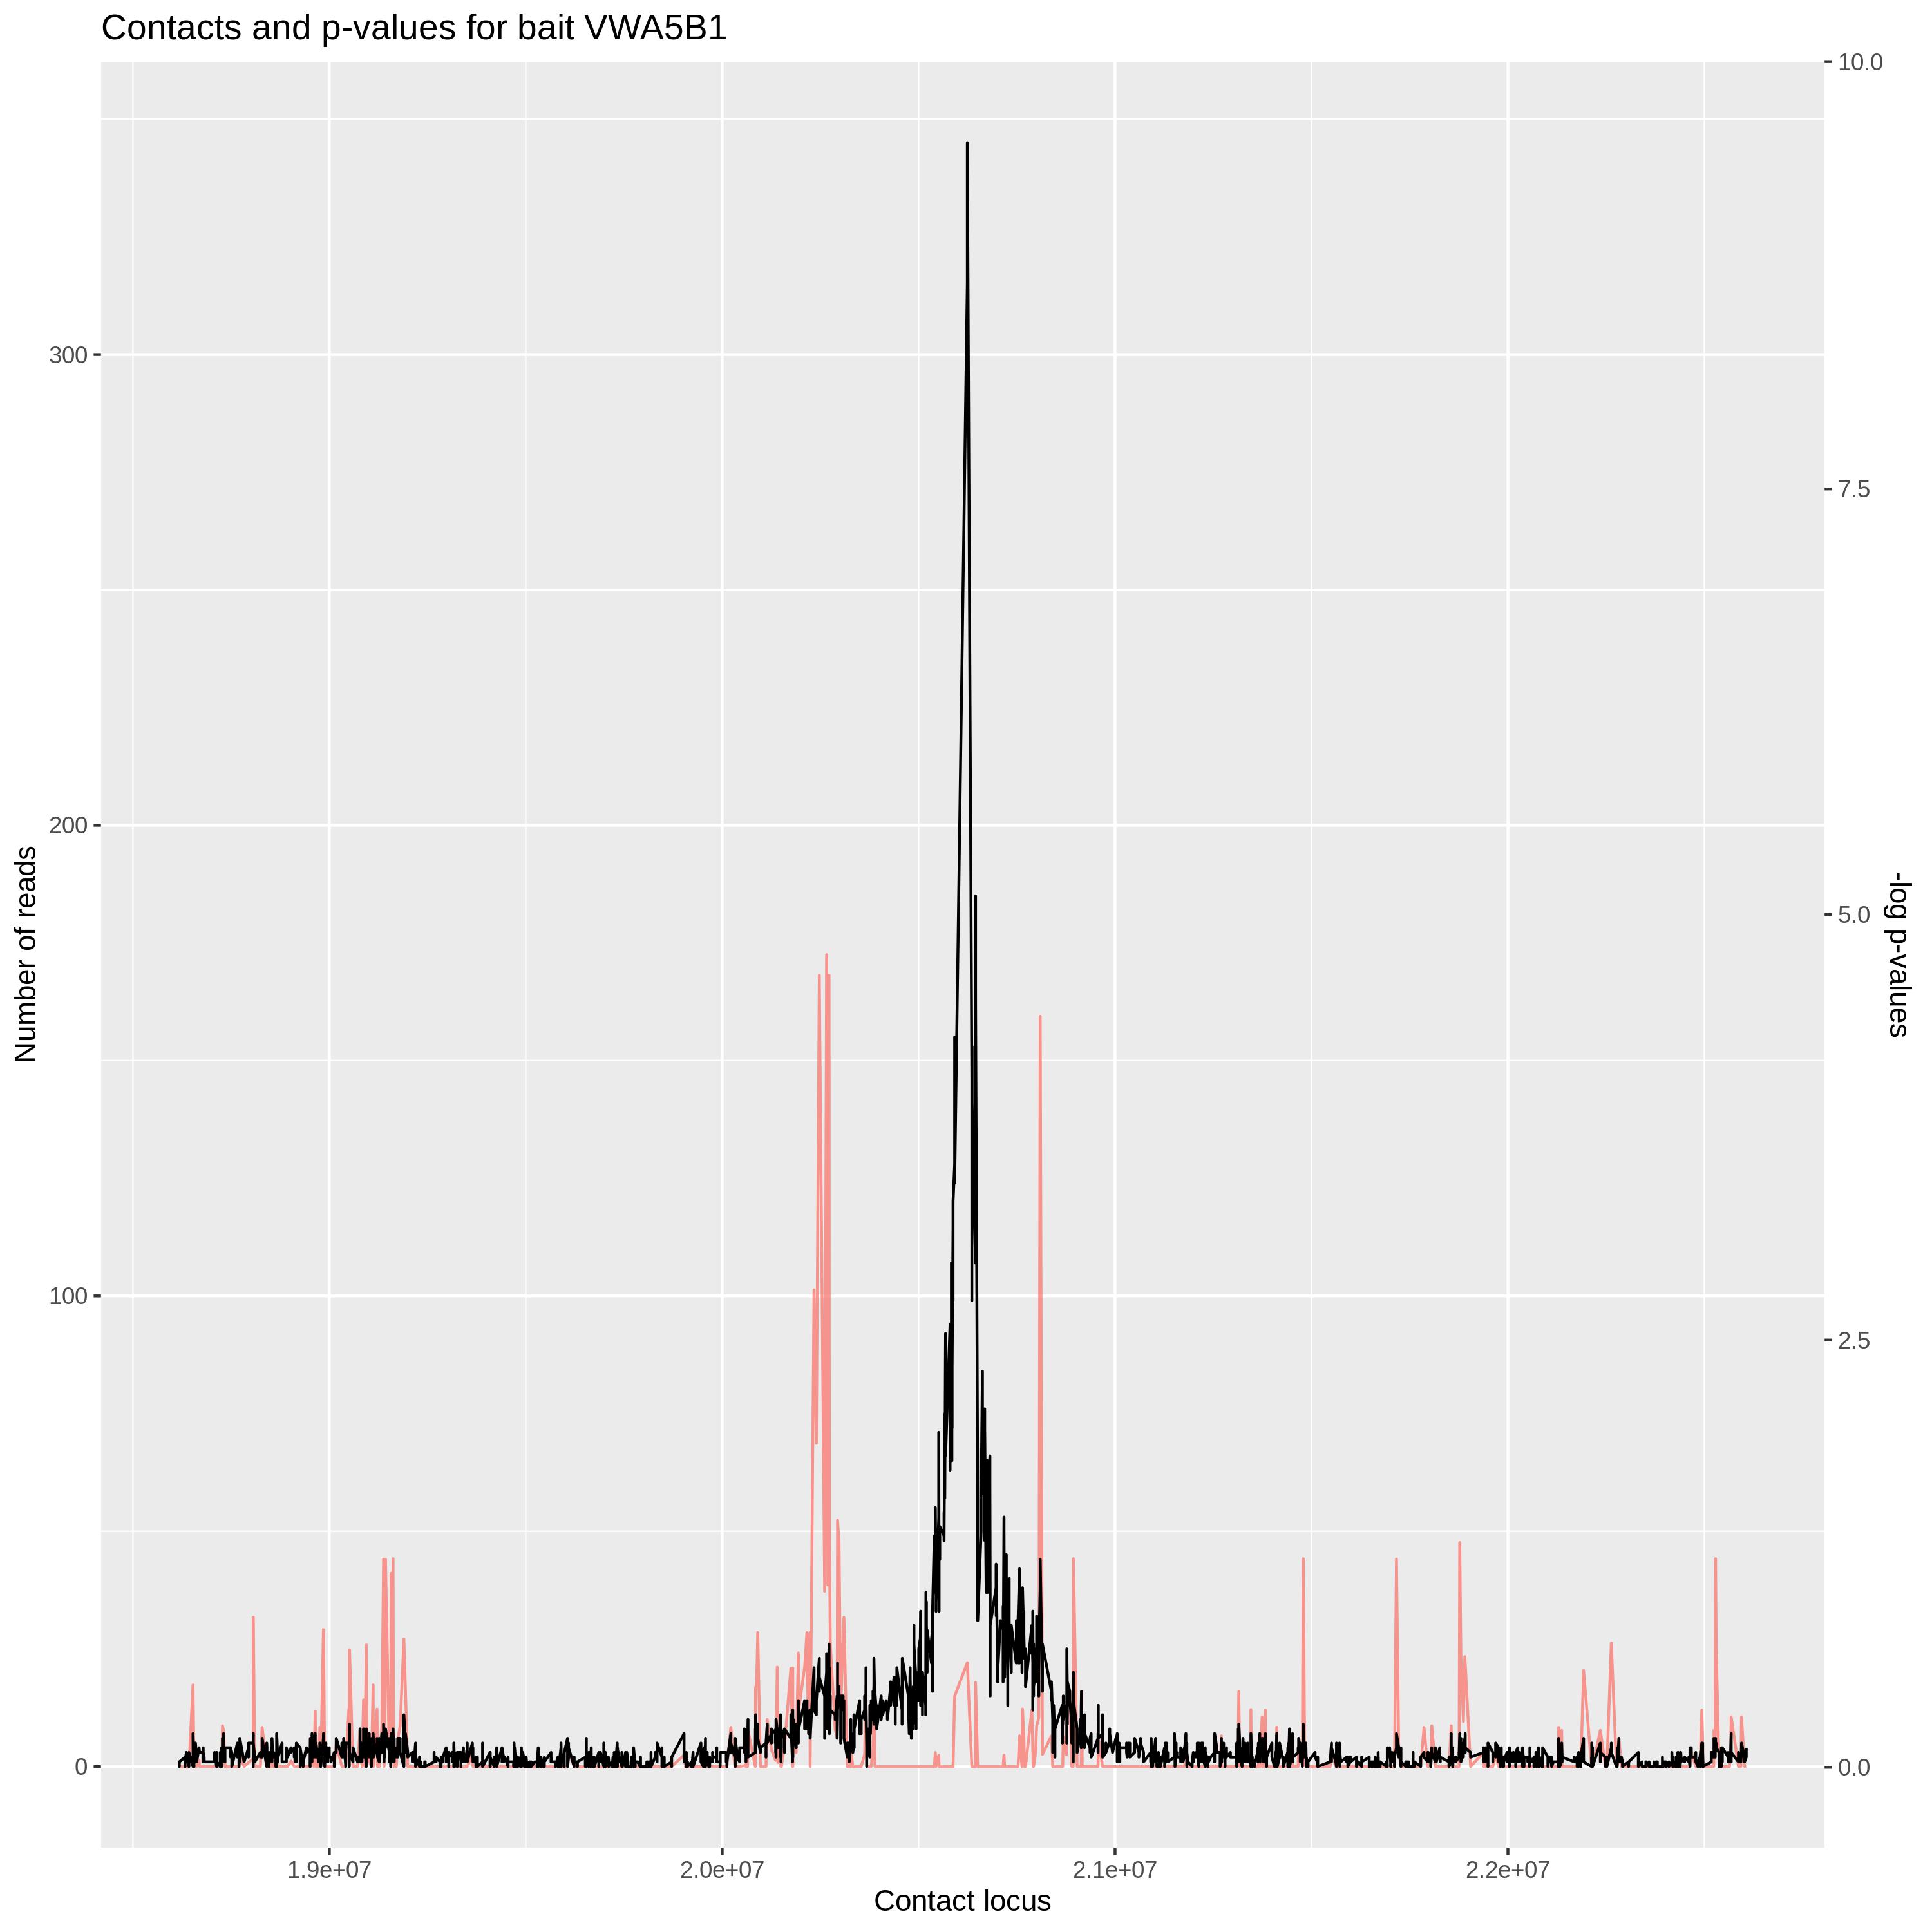 Contacts and p-values for bait VWA5B1
10.0
7.5
5.0
2.5
0.0
-log p-values
300
200
100
0
Number of reads
1.9e+07
2.0e+07
2.1e+07
2.2e+07
Contact locus